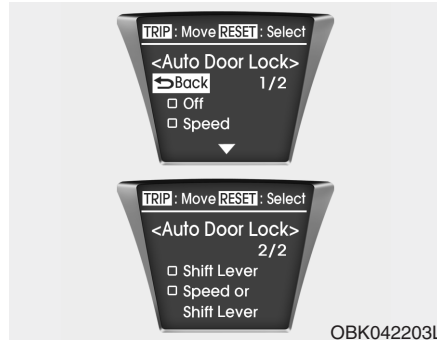 TRIP : Move RESET : Select
<Auto Door Lock>
Back 1/2
Off
Speed
TRIP : Move RESET : Select
<Auto Door Lock>
2/2
Shift Lever
Speed or
Shift Lever
OBK042203L